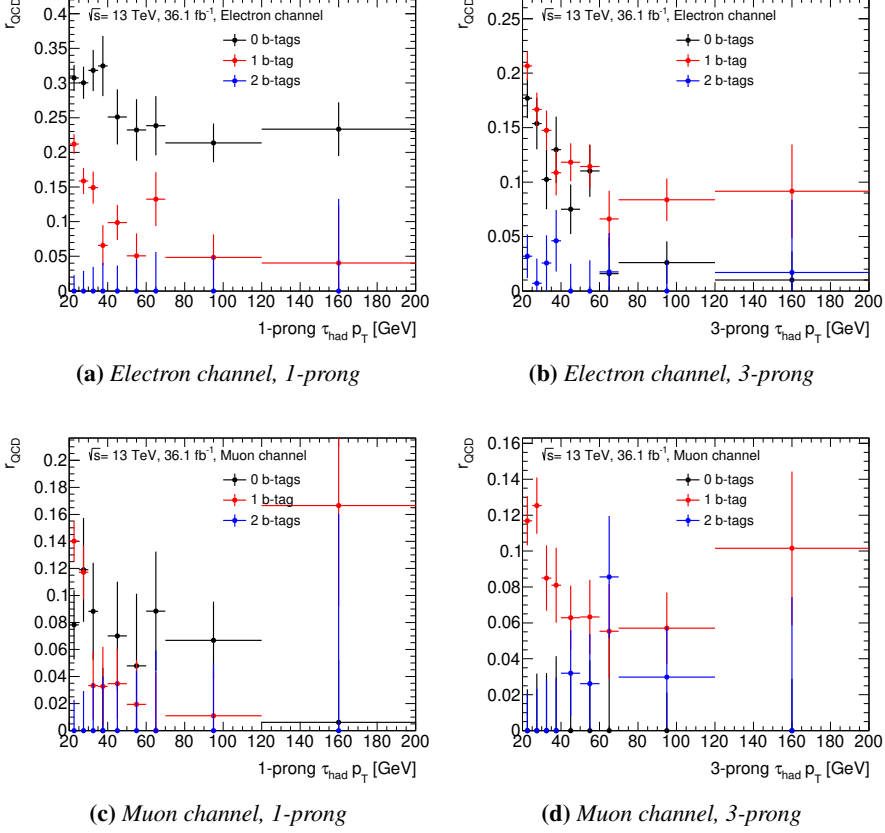 r_QCD
√s= 13 TeV, 36.1 fb⁻¹, Electron channel
0 b-tags
1 b-tag
2 b-tags
0.4
0.35
0.3
0.25
0.2
0.15
0.1
0.05
0
20 40 60 80 100 120 140 160 180 200
1-prong τ_had p_T [GeV]
(a) Electron channel, 1-prong
r_QCD
√s= 13 TeV, 36.1 fb⁻¹, Electron channel
0 b-tags
1 b-tag
2 b-tags
0.25
0.2
0.15
0.1
0.05
0
20 40 60 80 100 120 140 160 180 200
3-prong τ_had p_T [GeV]
(b) Electron channel, 3-prong
r_QCD
√s= 13 TeV, 36.1 fb⁻¹, Muon channel
0 b-tags
1 b-tag
2 b-tags
0.2
0.18
0.16
0.14
0.12
0.1
0.08
0.06
0.04
0.02
0
20 40 60 80 100 120 140 160 180 200
1-prong τ_had p_T [GeV]
(c) Muon channel, 1-prong
r_QCD
√s= 13 TeV, 36.1 fb⁻¹, Muon channel
0 b-tags
1 b-tag
2 b-tags
0.16
0.14
0.12
0.1
0.08
0.06
0.04
0.02
0
20 40 60 80 100 120 140 160 180 200
3-prong τ_had p_T [GeV]
(d) Muon channel, 3-prong